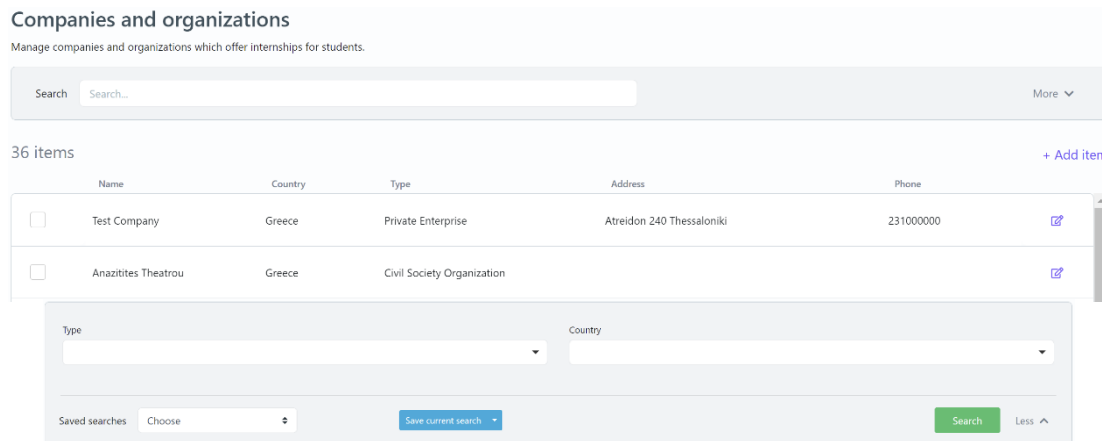 Companies and organizations
Manage companies and organizations which offer internships for students.
Search Search... More
36 items
+ Add item
Name Country Type Address Phone
Test Company Greece Private Enterprise Atreidon 240 Thessaloniki 231000000
Anazitites Theatrou Greece Civil Society Organization
Type Country
Saved searches Choose Save current search Search Less